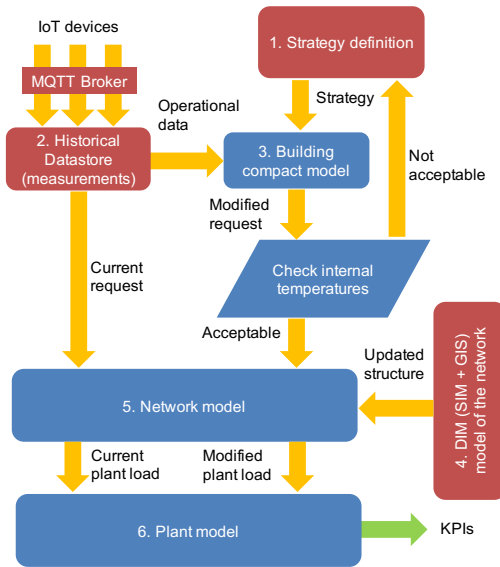 IoT devices
MQTT Broker
1. Strategy definition
Operational
data
Strategy
2. Historical
Datastore
(measurements)
3. Building
compact model
Not
acceptable
Modified
request
Current
request
Check internal
temperatures
Acceptable
Updated
structure
4. DIM (SIM + GIS)
model of the network
5. Network model
Current
plant load
Modified
plant load
6. Plant model
KPIs